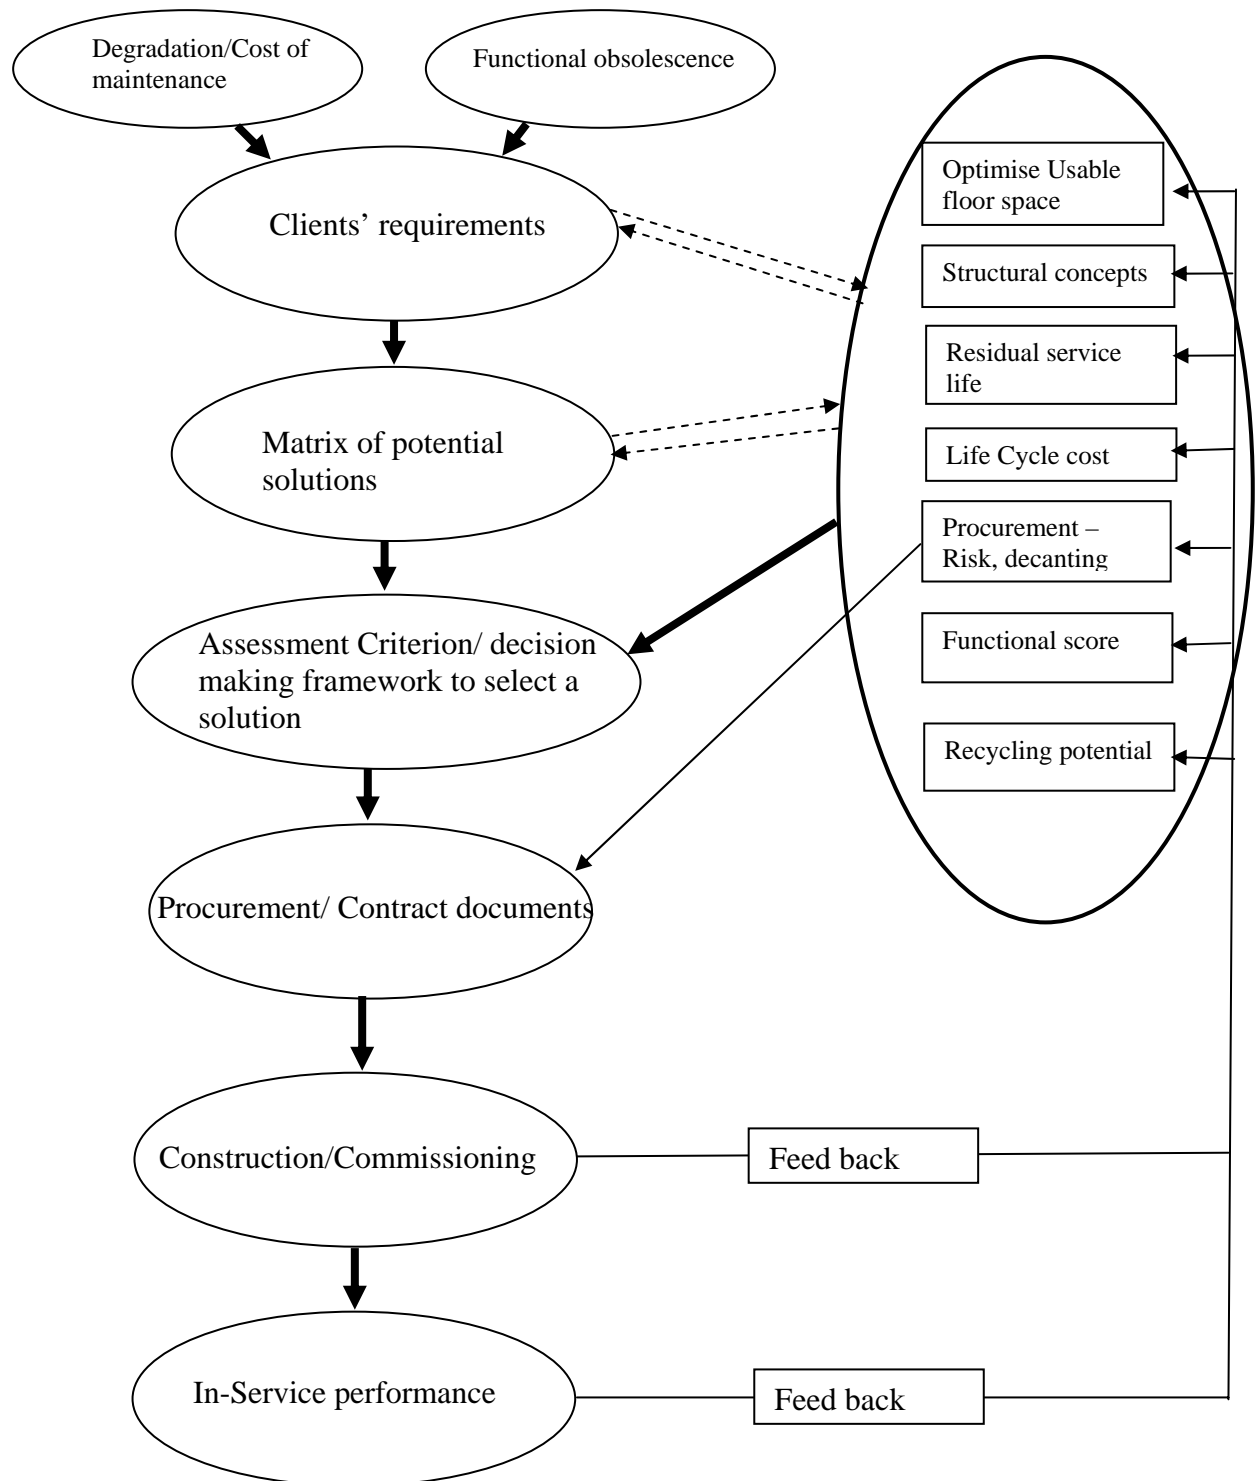 Degradation/Cost of
maintenance
Functional obsolescence
Clients’ requirements
Matrix of potential
solutions
Assessment Criterion/ decision
making framework to select a
solution
Procurement/ Contract documents
Construction/Commissioning
In-Service performance
Optimise Usable
floor space
Structural concepts
Residual service
life
Life Cycle cost
Procurement –
Risk, decanting
Functional score
Recycling potential
Feed back
Feed back